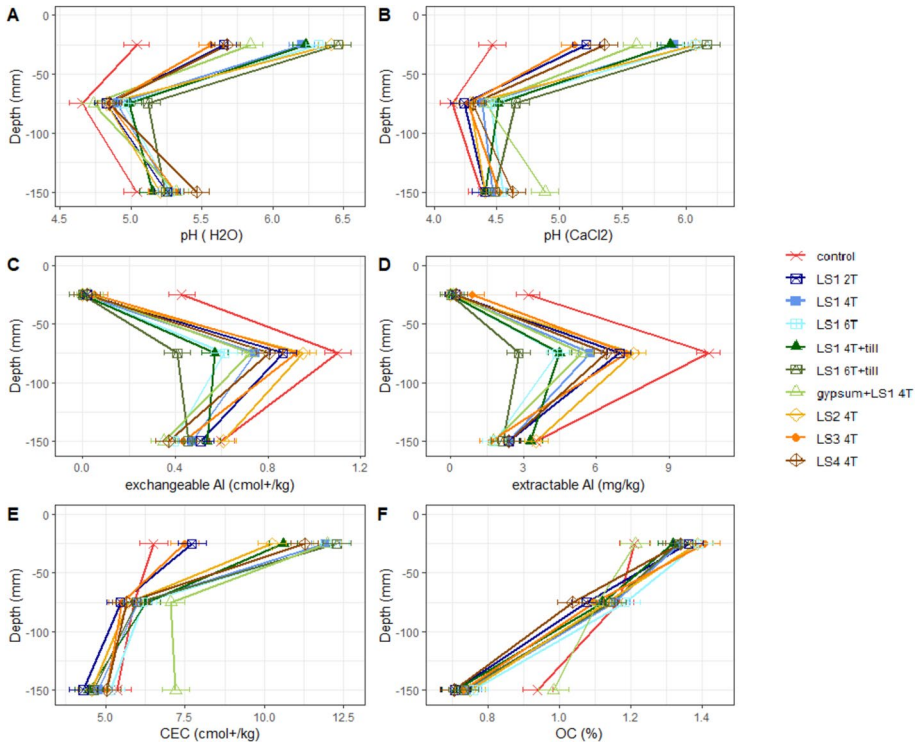 A
B
0
-50
-100
-150
Depth (mm)
4.5
5.0
5.5
6.0
6.5
pH ( H2O)
0
-50
-100
-150
Depth (mm)
4.0
4.5
5.0
5.5
6.0
pH (CaCl2)
C
D
0
-50
-100
-150
Depth (mm)
0.0
0.4
0.8
1.2
exchangeable Al (cmol+/kg)
0
-50
-100
-150
Depth (mm)
0
3
6
9
extractable Al (mg/kg)
E
F
0
-50
-100
-150
Depth (mm)
5.0
7.5
10.0
12.5
CEC (cmol+/kg)
0
-50
-100
-150
Depth (mm)
0.8
1.0
1.2
1.4
OC (%)
control
LS1 2T
LS1 4T
LS1 6T
LS1 4T+till
LS1 6T+till
gypsum+LS1 4T
LS2 4T
LS3 4T
LS4 4T